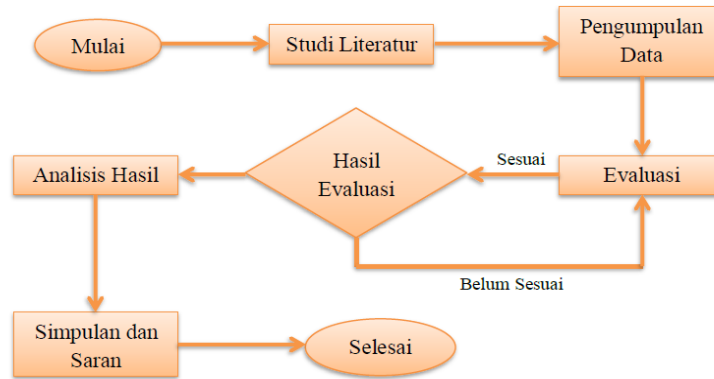 Mulai
Studi Literatur
Pengumpulan
Data
Analisis Hasil
Hasil
Evaluasi
Sesuai
Evaluasi
Belum Sesuai
Simpulan dan
Saran
Selesai